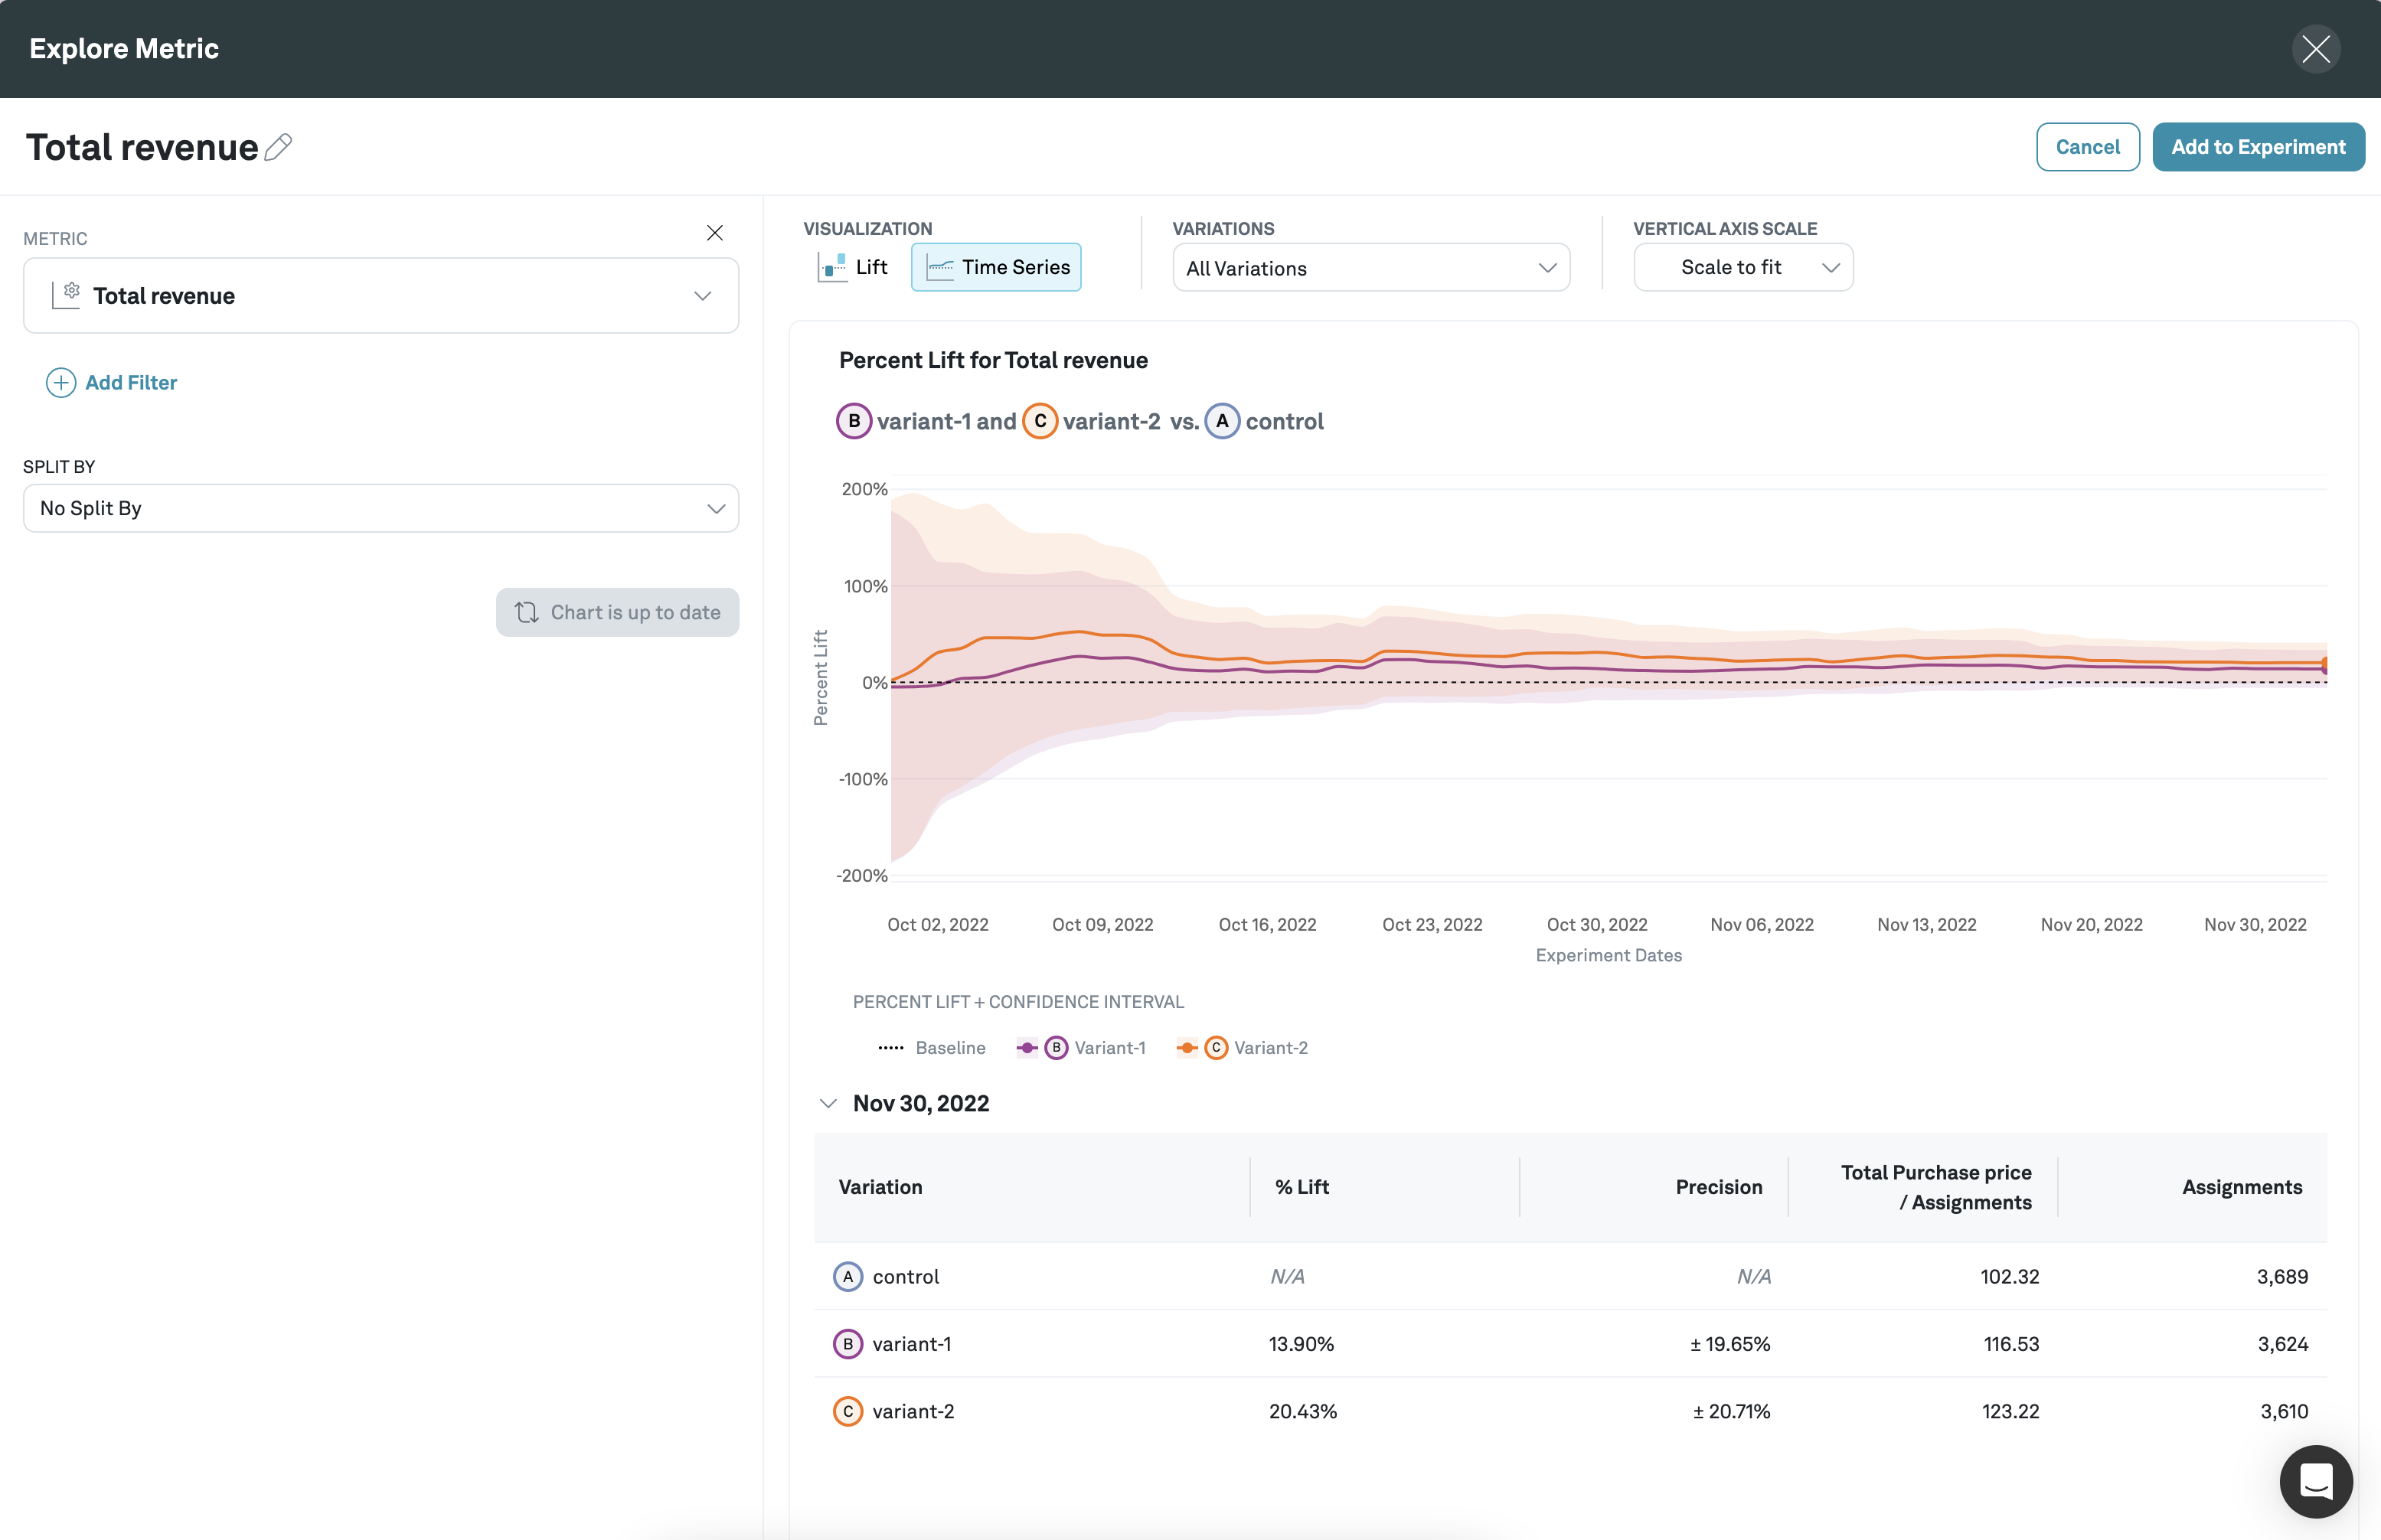 Explore Metric
Total revenue
Cancel
Add to Experiment
METRIC
Total revenue
Add Filter
SPLIT BY
No Split By
Chart is up to date
VISUALIZATION
Lift
Time Series
VARIATIONS
All Variations
VERTICAL AXIS SCALE
Scale to fit
Percent Lift for Total revenue
B variant-1 and C variant-2 vs. A control
200%
100%
0%
-100%
-200%
Percent Lift
Oct 02, 2022
Oct 09, 2022
Oct 16, 2022
Oct 23, 2022
Oct 30, 2022
Nov 06, 2022
Nov 13, 2022
Nov 20, 2022
Nov 30, 2022
Experiment Dates
PERCENT LIFT + CONFIDENCE INTERVAL
Baseline
B Variant-1
C Variant-2
Nov 30, 2022
Variation
% Lift
Precision
Total Purchase price
/ Assignments
Assignments
A control N/A N/A 102.32 3,689
B variant-1 13.90% ± 19.65% 116.53 3,624
C variant-2 20.43% ± 20.71% 123.22 3,610